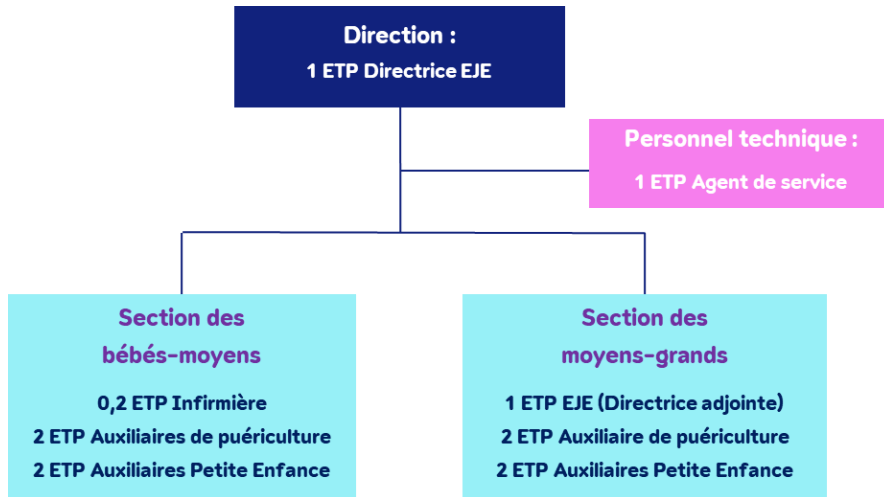 Direction :
1 ETP Directrice EJE
Personnel technique :
1 ETP Agent de service
Section des
bébés-moyens
0,2 ETP Infirmière
2 ETP Auxiliaires de puériculture
2 ETP Auxiliaires Petite Enfance
Section des
moyens-grands
1 ETP EJE (Directrice adjointe)
2 ETP Auxiliaire de puériculture
2 ETP Auxiliaires Petite Enfance